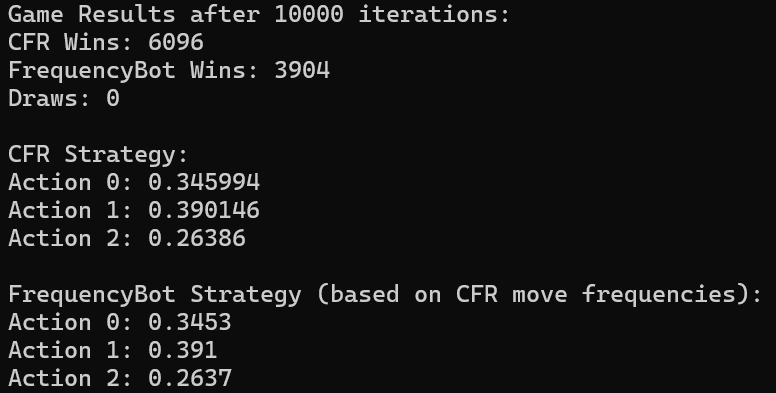 Game Results after 10000 iterations:
CFR Wins: 6096
FrequencyBot Wins: 3904
Draws: 0
CFR Strategy:
Action 0: 0.345994
Action 1: 0.390146
Action 2: 0.26386
FrequencyBot Strategy (based on CFR move frequencies):
Action 0: 0.3453
Action 1: 0.391
Action 2: 0.2637